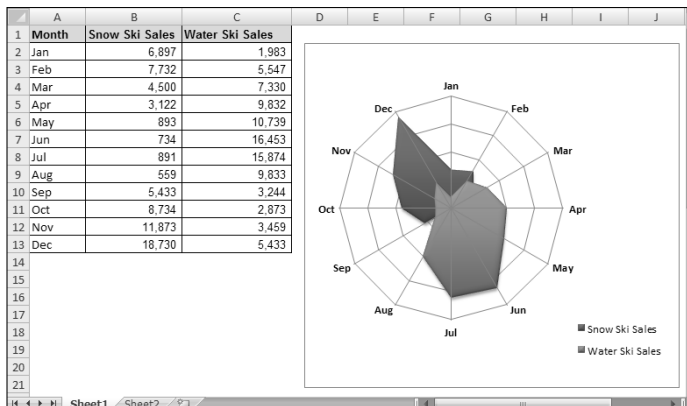 A B C D E F G H I J
1 Month Snow Ski Sales Water Ski Sales
2 Jan 6,897 1,983
3 Feb 7,732 5,547
4 Mar 4,500 7,330
5 Apr 3,122 9,832
6 May 893 10,739
7 Jun 734 16,453
8 Jul 891 15,874
9 Aug 559 9,833
10 Sep 5,433 3,244
11 Oct 8,734 2,873
12 Nov 11,873 3,459
13 Dec 18,730 5,433
14
15
16
17
18
19
20
21
Jan
Dec Feb
Nov Mar
Oct Apr
Sep May
Aug Jun
Jul
Snow Ski Sales
Water Ski Sales
Sheet1 Sheet2